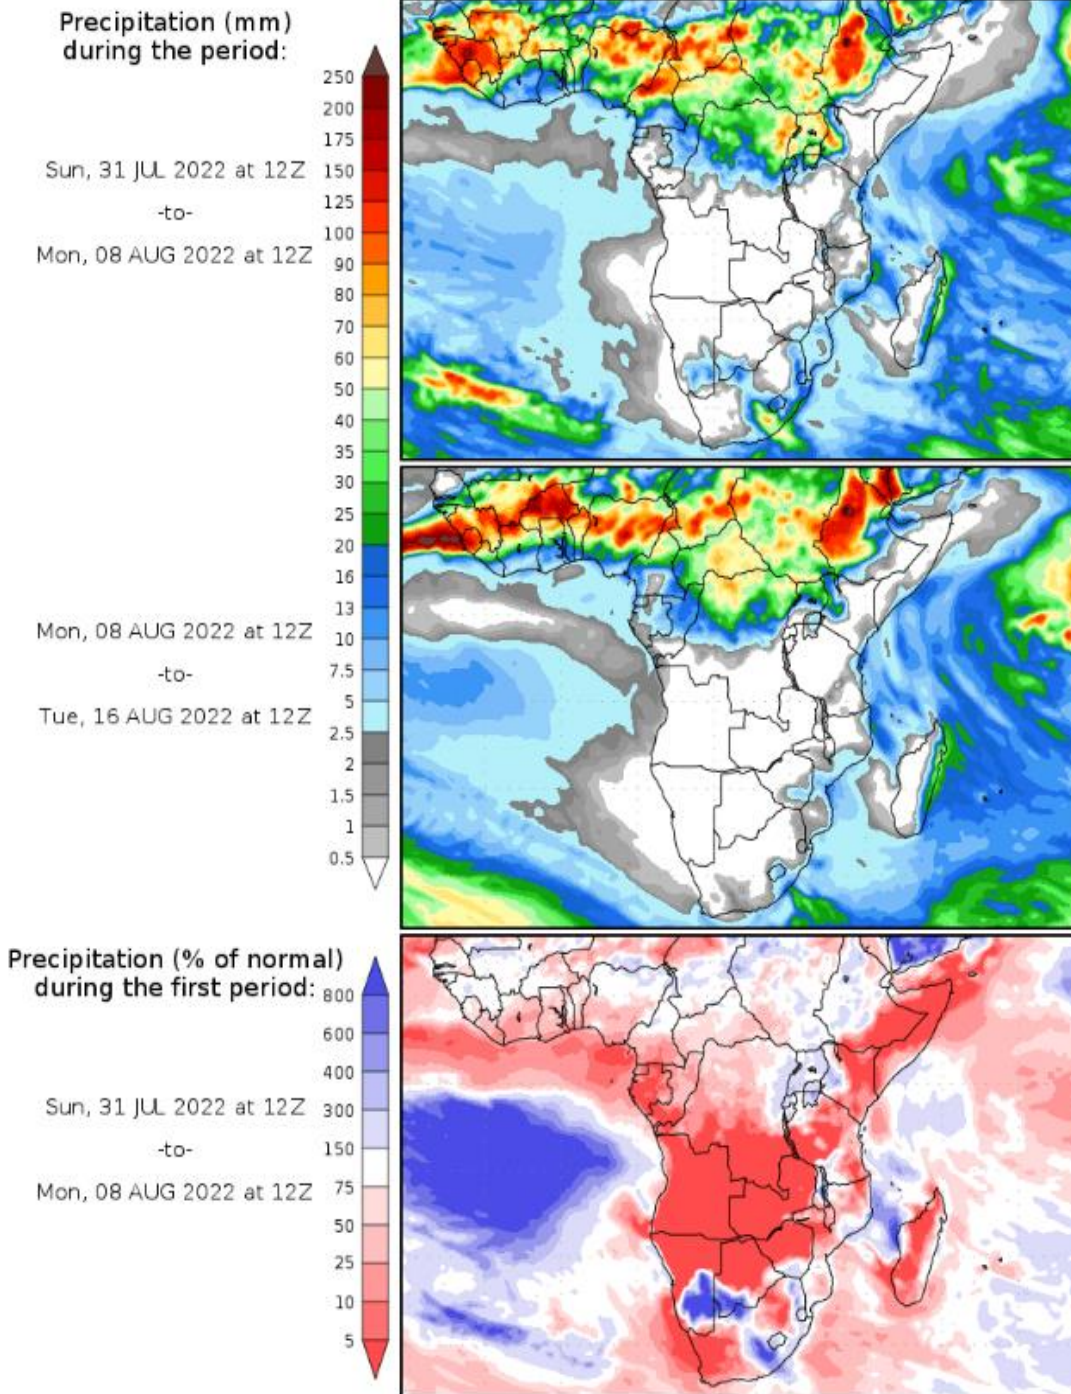 Precipitation (mm)
during the period:
250
200
175
150
125
100
90
80
70
60
50
40
35
30
25
20
16
13
10
7.5
5
2.5
2
1.5
1
0.5
Sun, 31 JUL 2022 at 12Z
-to-
Mon, 08 AUG 2022 at 12Z
Mon, 08 AUG 2022 at 12Z
-to-
Tue, 16 AUG 2022 at 12Z
Precipitation (% of normal)
during the first period:
800
600
400
300
150
75
50
25
10
5
Sun, 31 JUL 2022 at 12Z
-to-
Mon, 08 AUG 2022 at 12Z